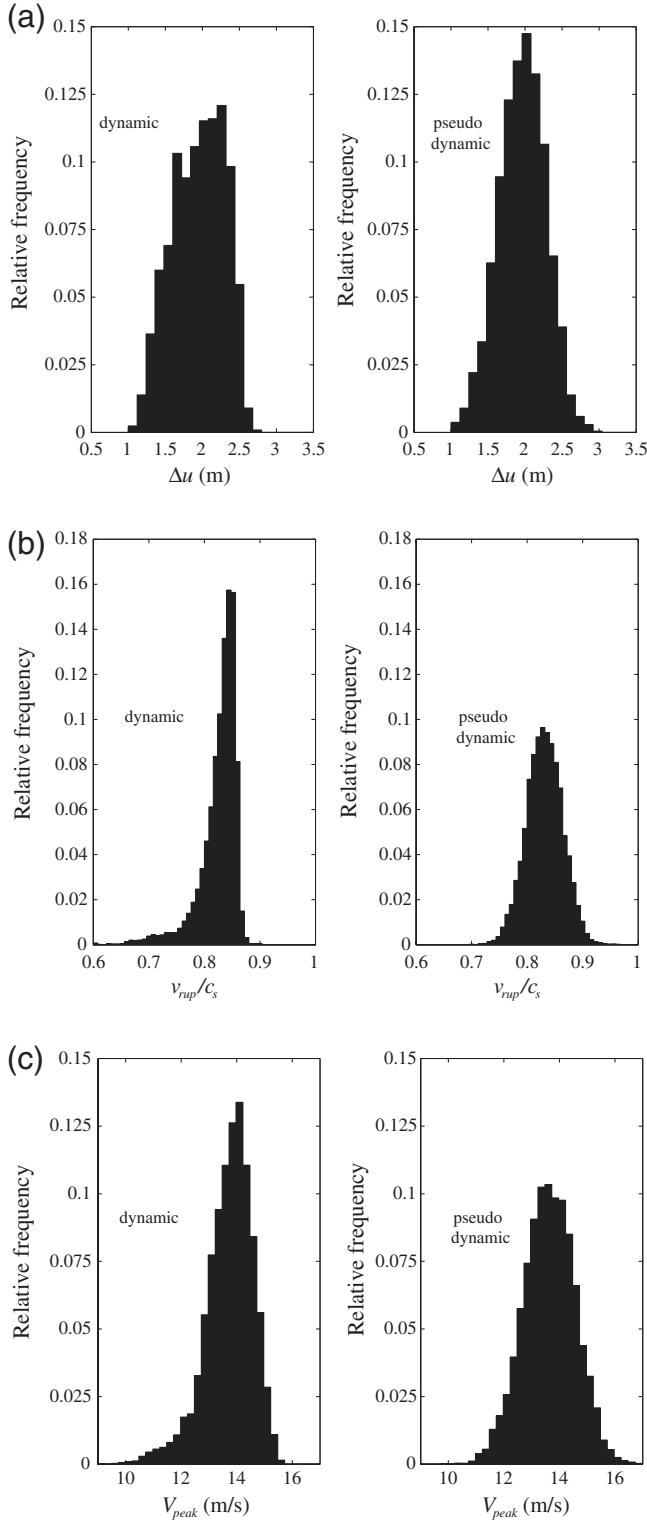 (a)
0.15
0.125
0.1
0.075
0.05
0.025
0
Relative frequency
dynamic
0.5 1 1.5 2 2.5 3 3.5
Δu (m)
0.15
0.125
0.1
0.075
0.05
0.025
0
Relative frequency
pseudo
dynamic
0.5 1 1.5 2 2.5 3 3.5
Δu (m)
(b)
0.18
0.16
0.14
0.12
0.1
0.08
0.06
0.04
0.02
0
Relative frequency
dynamic
0.6 0.7 0.8 0.9 1
v_rup/c_s
0.18
0.16
0.14
0.12
0.1
0.08
0.06
0.04
0.02
0
Relative frequency
pseudo
dynamic
0.6 0.7 0.8 0.9 1
v_rup/c_s
(c)
0.15
0.125
0.1
0.075
0.05
0.025
0
Relative frequency
dynamic
10 12 14 16
V_peak (m/s)
0.15
0.125
0.1
0.075
0.05
0.025
0
Relative frequency
pseudo
dynamic
10 12 14 16
V_peak (m/s)